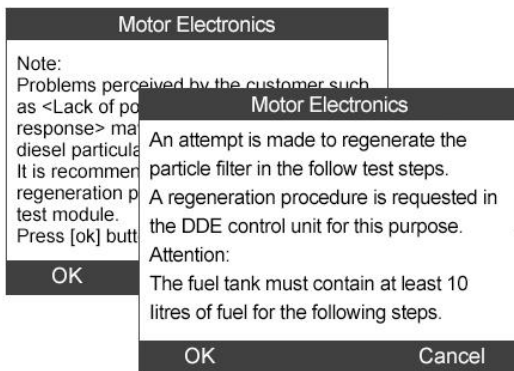 Motor Electronics
Note:
Problems perceived by the customer such
as <Lack of po
response> ma
diesel particula
It is recommen
regeneration p
test module.
Press [ok] butt
OK
Motor Electronics
An attempt is made to regenerate the
particle filter in the follow test steps.
A regeneration procedure is requested in
the DDE control unit for this purpose.
Attention:
The fuel tank must contain at least 10
litres of fuel for the following steps.
OK Cancel